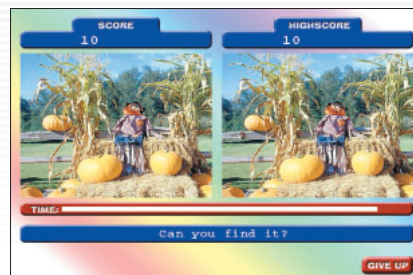 SCORE
10
HIGHSCORE
10
TIME:
Can you find it?
GIVE UP